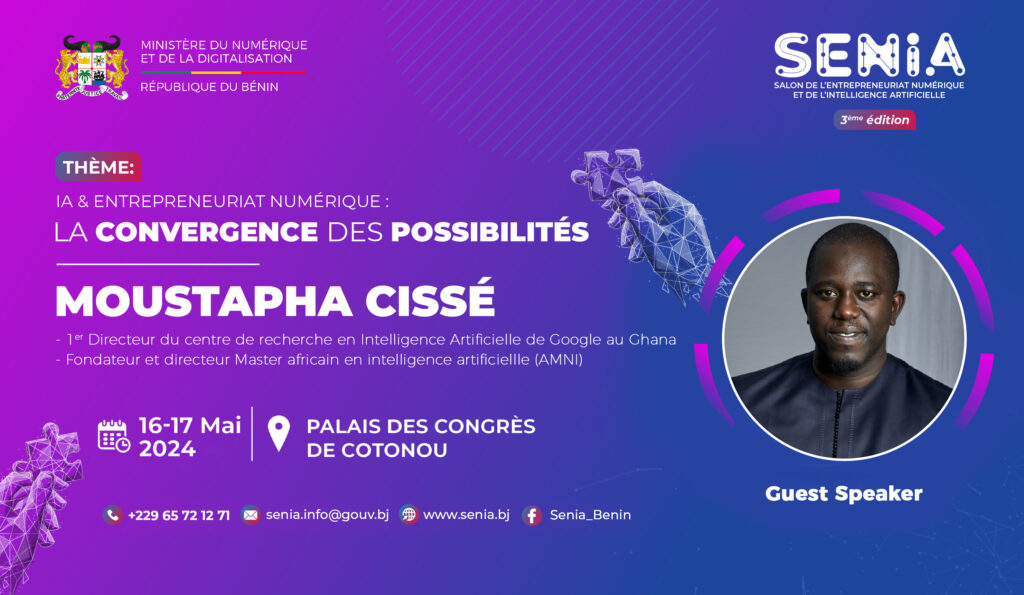 MINISTÈRE DU NUMÉRIQUE
ET DE LA DIGITALISATION
RÉPUBLIQUE DU BÉNIN
SENIA
SALON DE L'ENTREPRENEURIAT NUMÉRIQUE
ET DE L'INTELLIGENCE ARTIFICIELLE
3ème édition
THÈME:
IA & ENTREPRENEURIAT NUMÉRIQUE :
LA CONVERGENCE DES POSSIBILITÉS
MOUSTAPHA CISSÉ
- 1er Directeur du centre de recherche en Intelligence Artificielle de Google au Ghana
- Fondateur et directeur Master africain en intelligence artificiellle (AMNI)
16-17 Mai
2024
PALAIS DES CONGRÈS
DE COTONOU
Guest Speaker
+229 65 72 12 71 senia.info@gouv.bj www.senia.bj Senia_Benin